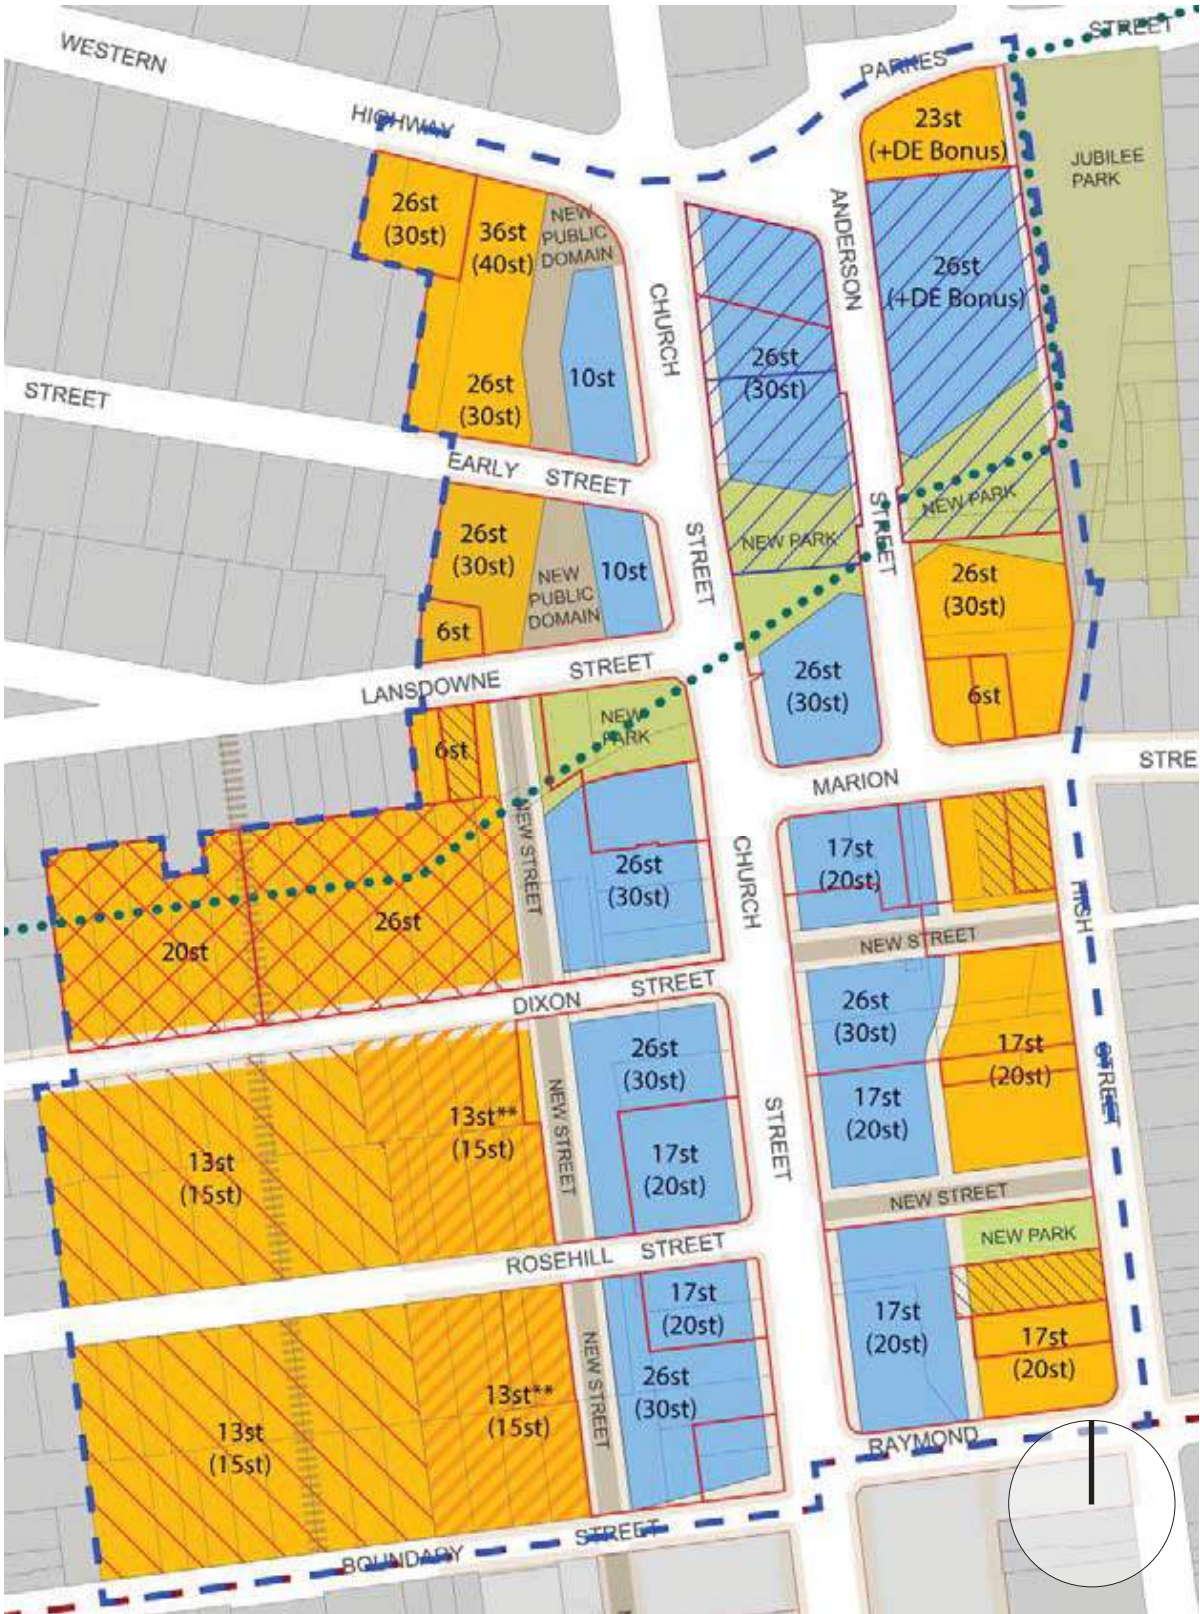 WESTERN
HIGHWAY
PARKES
STREET
23st
(+DE Bonus)
JUBILEE
PARK
26st
(30st)
36st
(40st)
NEW
PUBLIC
DOMAIN
ANDERSON
STREET
CHURCH
STREET
26st
(+DE Bonus)
26st
(30st)
10st
26st
(30st)
STREET
EARLY STREET
NEW PARK
NEW PARK
26st
(30st)
NEW
PUBLIC
DOMAIN
10st
26st
(30st)
6st
6st
26st
(30st)
LANSDOWNE STREET
NEW
PARK
6st
MARION
STRE
NEW STREET
26st
(30st)
CHURCH
STREET
17st
(20st)
HIGH
STREET
20st
26st
NEW STREET
DIXON STREET
26st
(30st)
17st
(20st)
26st
(30st)
17st
(20st)
NEW STREET
13st
(15st)
13st**
(15st)
17st
(20st)
NEW STREET
ROSEHILL STREET
NEW PARK
17st
(20st)
17st
(20st)
17st
(20st)
NEW STREET
13st
(15st)
13st**
(15st)
26st
(30st)
RAYMOND
BOUNDARY STREET